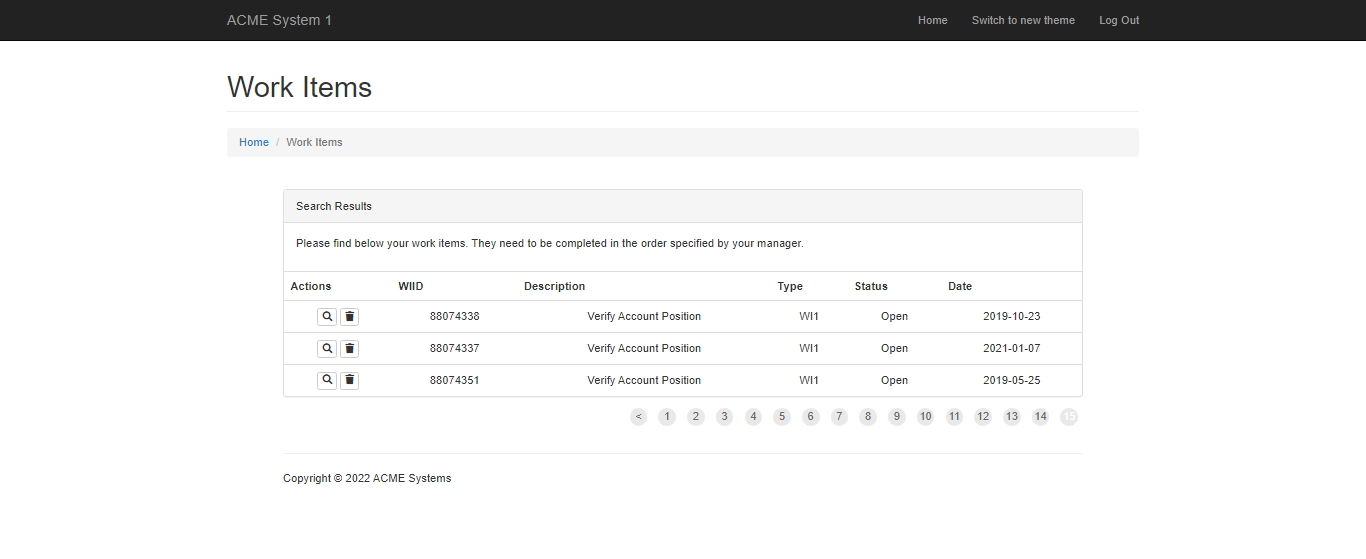 ACME System 1 Home Switch to new theme Log Out
Work Items
Home / Work Items
Search Results
Please find below your work items. They need to be completed in the order specified by your manager.
Actions WIID Description Type Status Date
88074338 Verify Account Position WI1 Open 2019-10-23
88074337 Verify Account Position WI1 Open 2021-01-07
88074351 Verify Account Position WI1 Open 2019-05-25
< 1 2 3 4 5 6 7 8 9 10 11 12 13 14 15
Copyright © 2022 ACME Systems